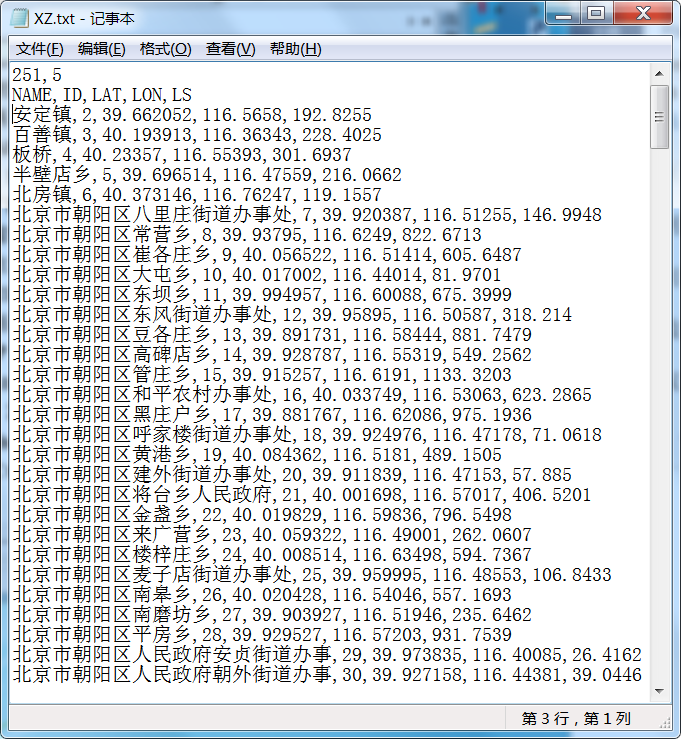 XZ.txt - 记事本
文件(F) 编辑(E) 格式(O) 查看(V) 帮助(H)
251,5
NAME,ID,LAT,LON,LS
安定镇,2,39.662052,116.5658,192.8255
百善镇,3,40.193913,116.36343,228.4025
板桥,4,40.23357,116.55393,301.6937
半壁店乡,5,39.696514,116.47559,216.0662
北房镇,6,40.373146,116.76247,119.1557
北京市朝阳区八里庄街道办事处,7,39.920387,116.51255,146.9948
北京市朝阳区常营乡,8,39.93795,116.6249,822.6713
北京市朝阳区崔各庄乡,9,40.056522,116.51414,605.6487
北京市朝阳区大屯乡,10,40.017002,116.44014,81.9701
北京市朝阳区东坝乡,11,39.994957,116.60088,675.3999
北京市朝阳区东风街道办事处,12,39.95895,116.50587,318.214
北京市朝阳区豆各庄乡,13,39.891731,116.58444,881.7479
北京市朝阳区高碑店乡,14,39.928787,116.55319,549.2562
北京市朝阳区管庄乡,15,39.915257,116.6191,1133.3203
北京市朝阳区和平农村办事处,16,40.033749,116.53063,623.2865
北京市朝阳区黑庄户乡,17,39.881767,116.62086,975.1936
北京市朝阳区呼家楼街道办事处,18,39.924976,116.47178,71.0618
北京市朝阳区黄港乡,19,40.084362,116.5181,489.1505
北京市朝阳区建外街道办事处,20,39.911839,116.47153,57.885
北京市朝阳区将台乡人民政府,21,40.001698,116.57017,406.5201
北京市朝阳区金盏乡,22,40.019829,116.59836,796.5498
北京市朝阳区来广营乡,23,40.059322,116.49001,262.0607
北京市朝阳区楼梓庄乡,24,40.008514,116.63498,594.7367
北京市朝阳区麦子店街道办事处,25,39.959995,116.48553,106.8433
北京市朝阳区南皋乡,26,40.020428,116.54046,557.1693
北京市朝阳区南磨坊乡,27,39.903927,116.51946,235.6462
北京市朝阳区平房乡,28,39.929527,116.57203,931.7539
北京市朝阳区人民政府安贞街道办事,29,39.973835,116.40085,26.4162
北京市朝阳区人民政府朝外街道办事,30,39.927158,116.44381,39.0446
第 3 行，第 1 列